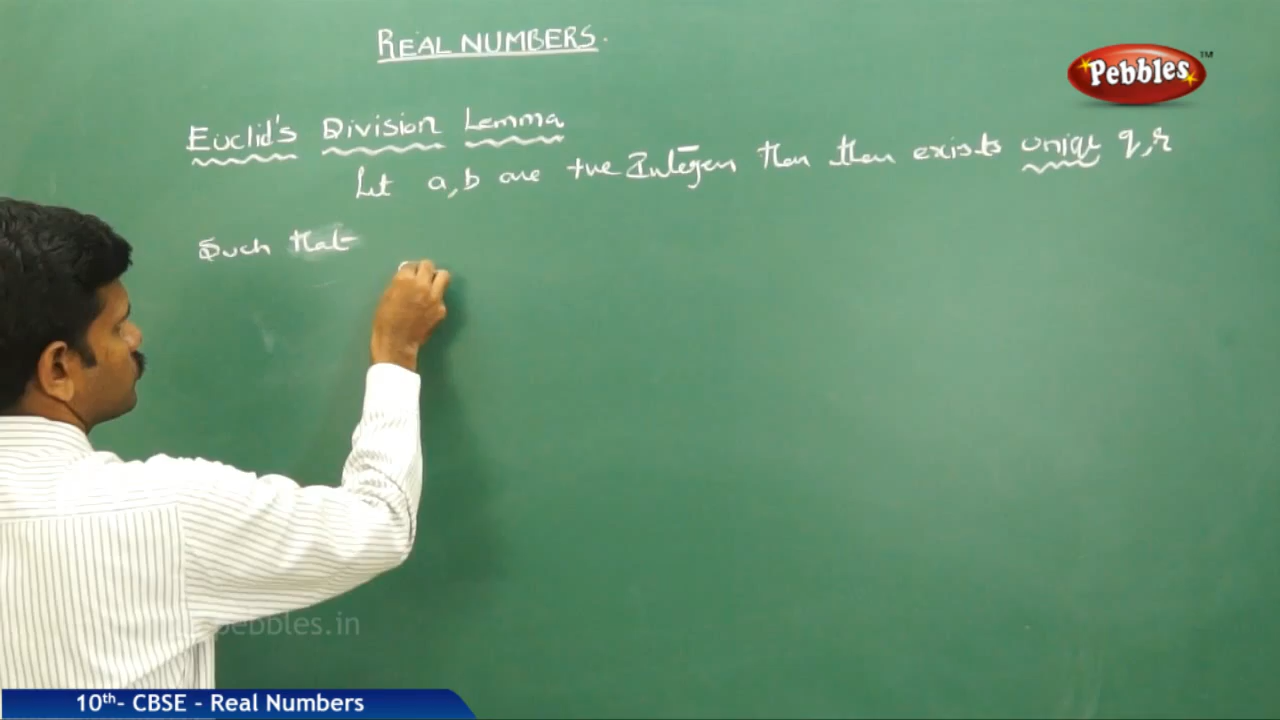 REAL NUMBERS.
Pebbles™
Euclid's Division Lemma
Let a, b are +ve Integers then there exists unique q, r
Such that
pebbles.in
10th- CBSE - Real Numbers